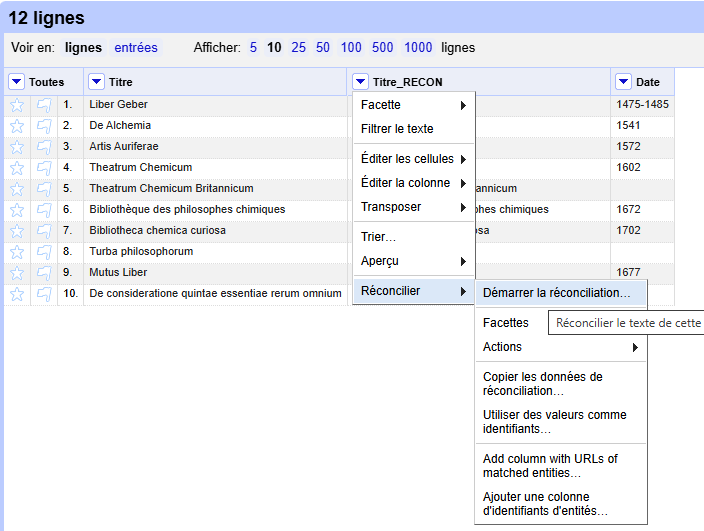 12 lignes
Voir en: lignes entrées Afficher: 5 10 25 50 100 500 1000 lignes
Toutes Titre Titre_RECON Date
1. Liber Geber 1475-1485
2. De Alchemia 1541
3. Artis Auriferae 1572
4. Theatrum Chemicum 1602
5. Theatrum Chemicum Britannicum annicum
6. Bibliothèque des philosophes chimiques phes chimiques 1672
7. Bibliotheca chemica curiosa osa 1702
8. Turba philosophorum
9. Mutus Liber 1677
10. De consideratione quintae essentiae rerum omnium
Facette
Filtrer le texte
Éditer les cellules
Éditer la colonne
Transposer
Trier…
Aperçu
Réconcilier
Démarrer la réconciliation…
Facettes
Réconcilier le texte de cette
Actions
Copier les données de
réconciliation…
Utiliser des valeurs comme
identifiants…
Add column with URLs of
matched entities…
Ajouter une colonne
d'identifiants d'entités…